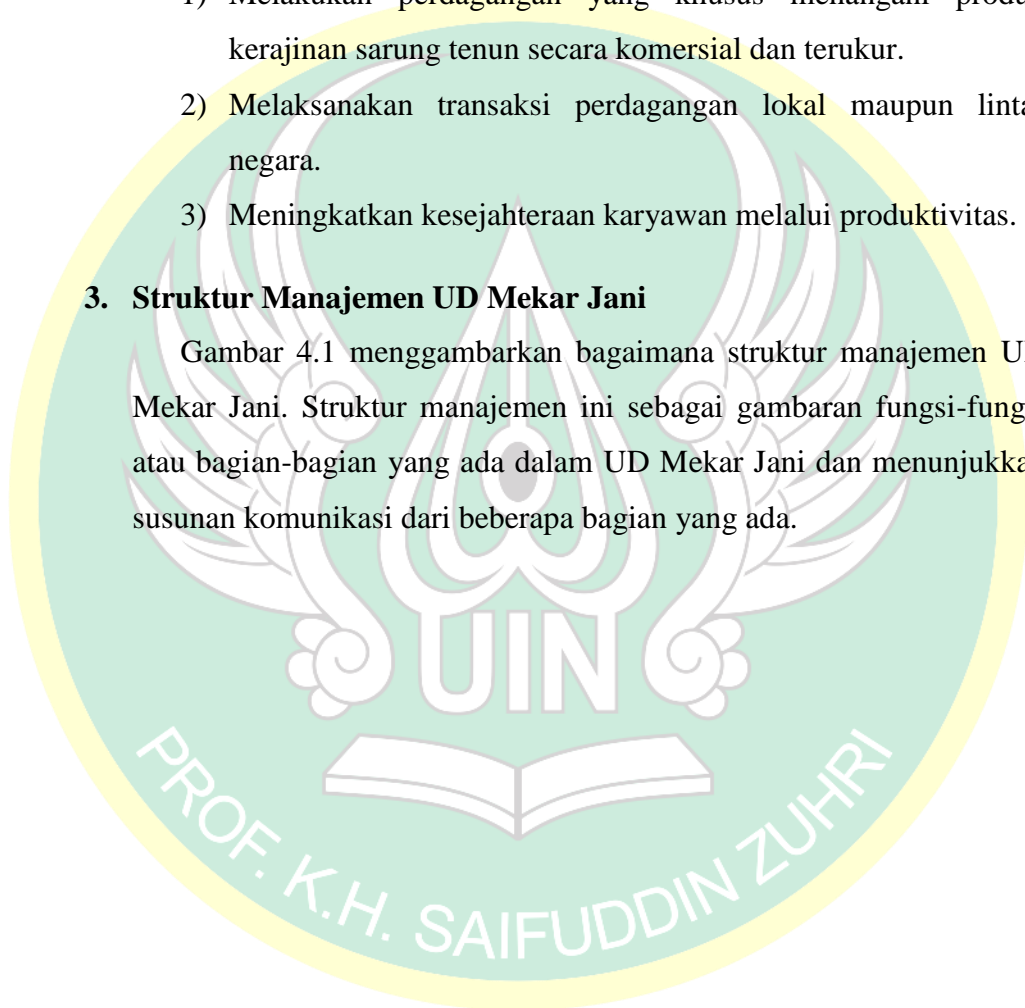 1) Melakukan perdagangan yang khusus menangani produ
kerajinan sarung tenun secara komersial dan terukur.
2) Melaksanakan transaksi perdagangan lokal maupun linta
negara.
3) Meningkatkan kesejahteraan karyawan melalui produktivitas.
3. Struktur Manajemen UD Mekar Jani
Gambar 4.1 menggambarkan bagaimana struktur manajemen U
Mekar Jani. Struktur manajemen ini sebagai gambaran fungsi-fung
atau bagian-bagian yang ada dalam UD Mekar Jani dan menunjukka
susunan komunikasi dari beberapa bagian yang ada.
UIN
PROF. K.H. SAIFUDDIN ZUHRI